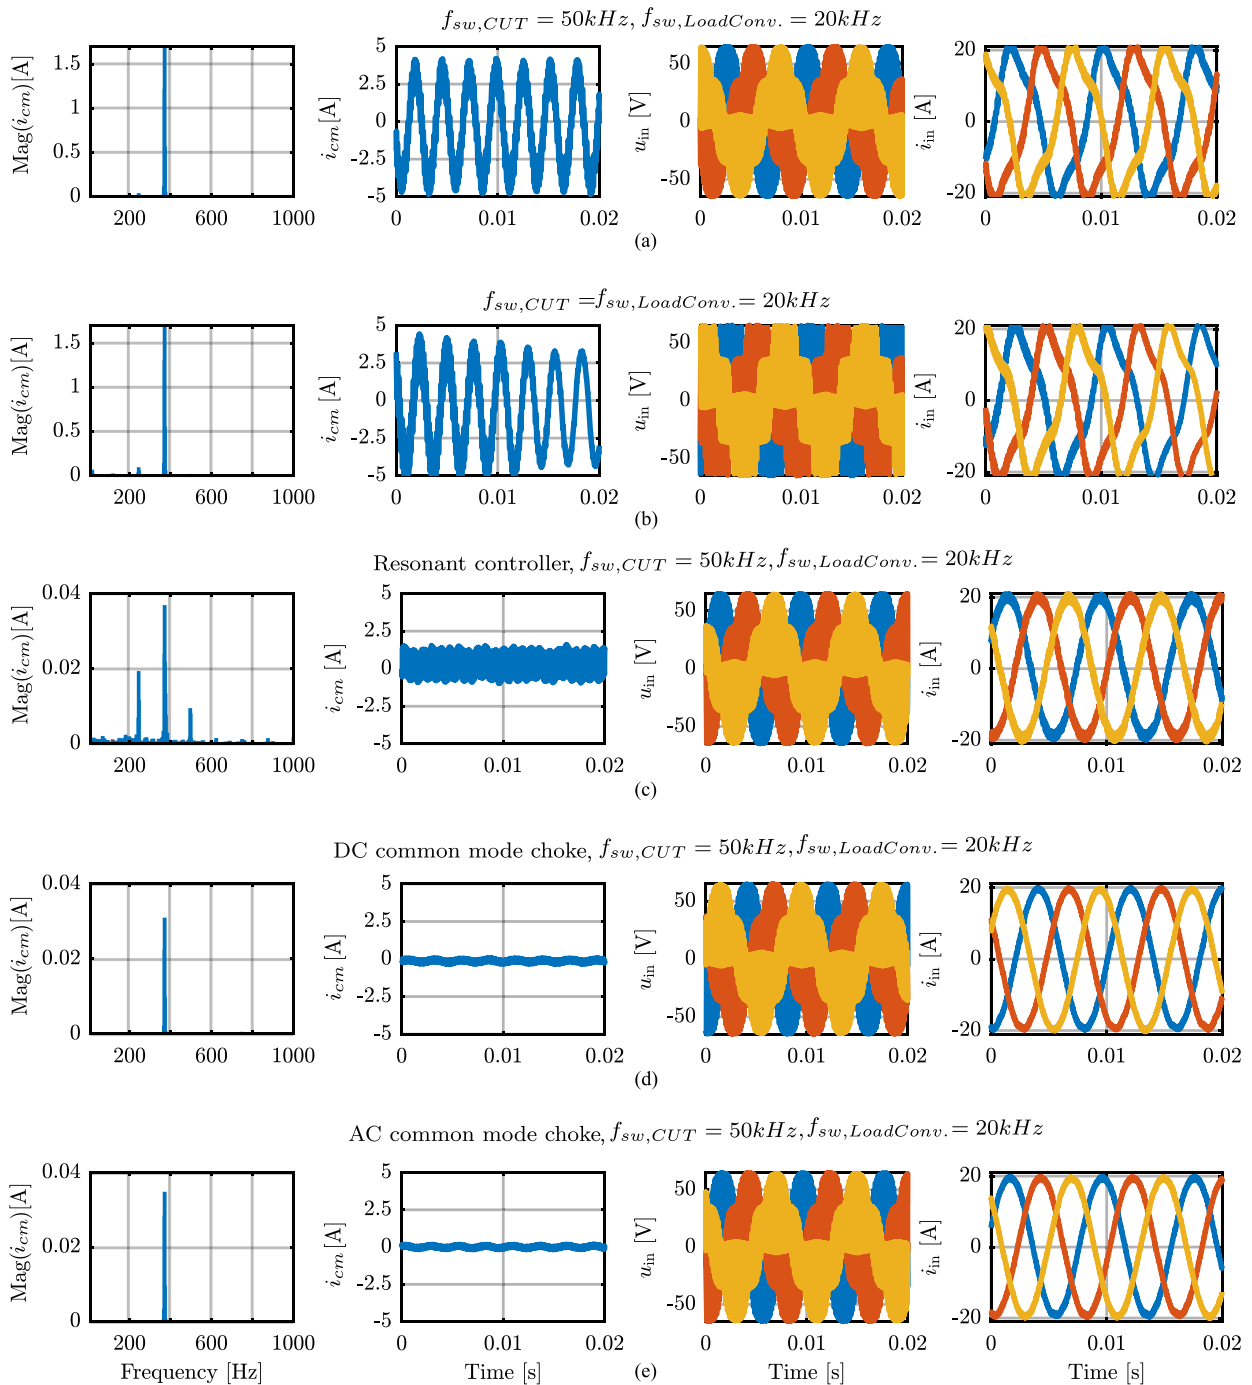 f_{sw,CUT} = 50kHz, f_{sw,LoadConv.} = 20kHz
Mag(i_{cm})[A]
1.5
1
0.5
0
200 600 1000
i_{cm}[A]
5
2.5
0
-2.5
-5
0 0.01 0.02
u_{in} [V]
50
0
-50
0 0.01 0.02
i_{in} [A]
20
0
-20
0 0.01 0.02
(a)
f_{sw,CUT} =f_{sw,LoadConv.} = 20kHz
Mag(i_{cm})[A]
1.5
1
0.5
0
200 600 1000
i_{cm} [A]
5
2.5
0
-2.5
-5
0 0.01 0.02
u_{in} [V]
50
0
-50
0 0.01 0.02
i_{in} [A]
20
0
-20
0 0.01 0.02
(b)
Resonant controller, f_{sw,CUT} = 50kHz, f_{sw,LoadConv.} = 20kHz
Mag(i_{cm})[A]
0.04
0.02
0
200 600 1000
i_{cm} [A]
5
2.5
0
-2.5
-5
0 0.01 0.02
u_{in} [V]
50
0
-50
0 0.01 0.02
i_{in} [A]
20
0
-20
0 0.01 0.02
(c)
DC common mode choke, f_{sw,CUT} = 50kHz, f_{sw,LoadConv.} = 20kHz
Mag(i_{cm})[A]
0.04
0.02
0
200 600 1000
i_{cm} [A]
5
2.5
0
-2.5
-5
0 0.01 0.02
u_{in} [V]
50
0
-50
0 0.01 0.02
i_{in} [A]
20
0
-20
0 0.01 0.02
(d)
AC common mode choke, f_{sw,CUT} = 50kHz, f_{sw,LoadConv.} = 20kHz
Mag(i_{cm})[A]
0.04
0.02
0
200 600 1000
Frequency [Hz]
i_{cm}[A]
5
2.5
0
-2.5
-5
0 0.01 0.02
Time [s]
u_{in} [V]
50
0
-50
0 0.01 0.02
Time [s]
i_{in} [A]
20
0
-20
0 0.01 0.02
Time [s]
(e)